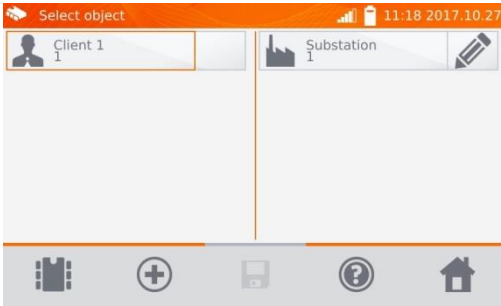 Select object
11:18 2017.10.27
Client 1
1
Substation
1